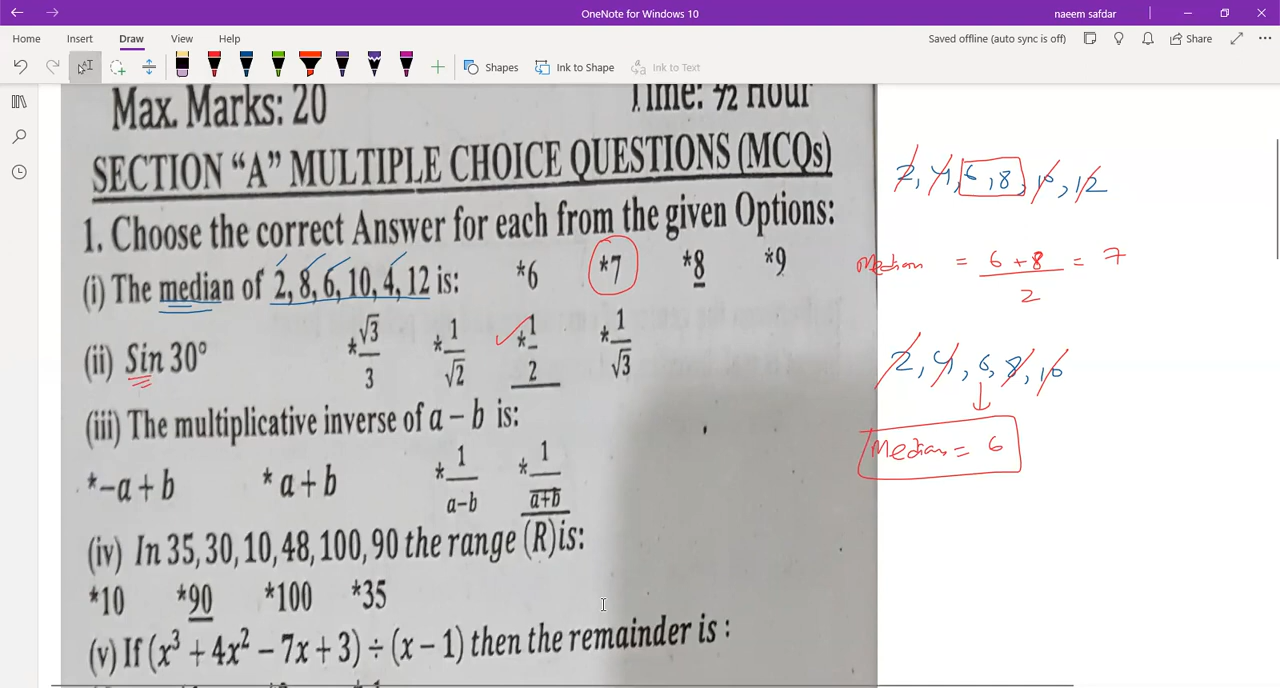 OneNote for Windows 10
naeem safdar
Home Insert Draw View Help
Saved offline (auto sync is off)
Share
Shapes
Ink to Shape
Ink to Text
Max. Marks: 20 Time: ½ Hour
SECTION “A” MULTIPLE CHOICE QUESTIONS (MCQs)
1. Choose the correct Answer for each from the given Options:
(i) The median of 2, 8, 6, 10, 4, 12 is: *6 *7 *8 *9
(ii) Sin 30° *√3/3 *1/√2 *1/2 *1/√3
(iii) The multiplicative inverse of a − b is:
*−a + b *a + b *1/a−b *1/a+b
(iv) In 35, 30, 10, 48, 100, 90 the range (R)is:
*10 *90 *100 *35
(v) If (x³ + 4x² − 7x + 3) ÷ (x − 1) then the remainder is :
2, 4, 6, 8, 10, 12
Median = 6 + 8 / 2 = 7
2, 4, 6, 8, 10
Median = 6